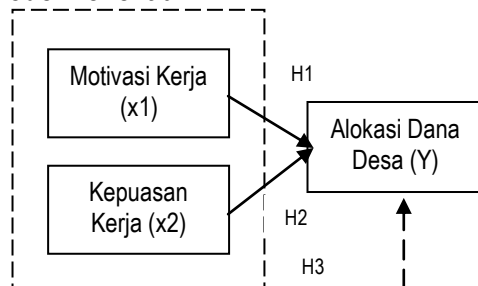 Motivasi Kerja
(x1)
H1
Alokasi Dana
Desa (Y)
Kepuasan
Kerja (x2)
H2
H3